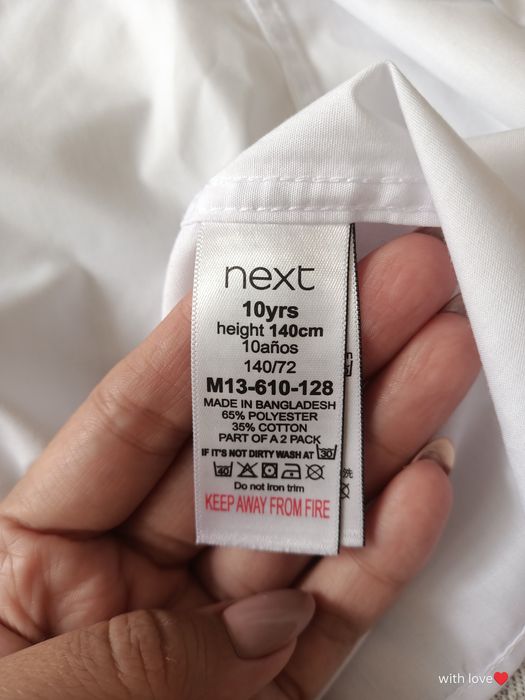 next
10yrs
height 140cm
10años
140/72
M13-610-128
MADE IN BANGLADESH
65% POLYESTER
35% COTTON
PART OF A 2 PACK
IF IT'S NOT DIRTY WASH AT 30
40
Do not iron trim
KEEP AWAY FROM FIRE
洗
with love❤️